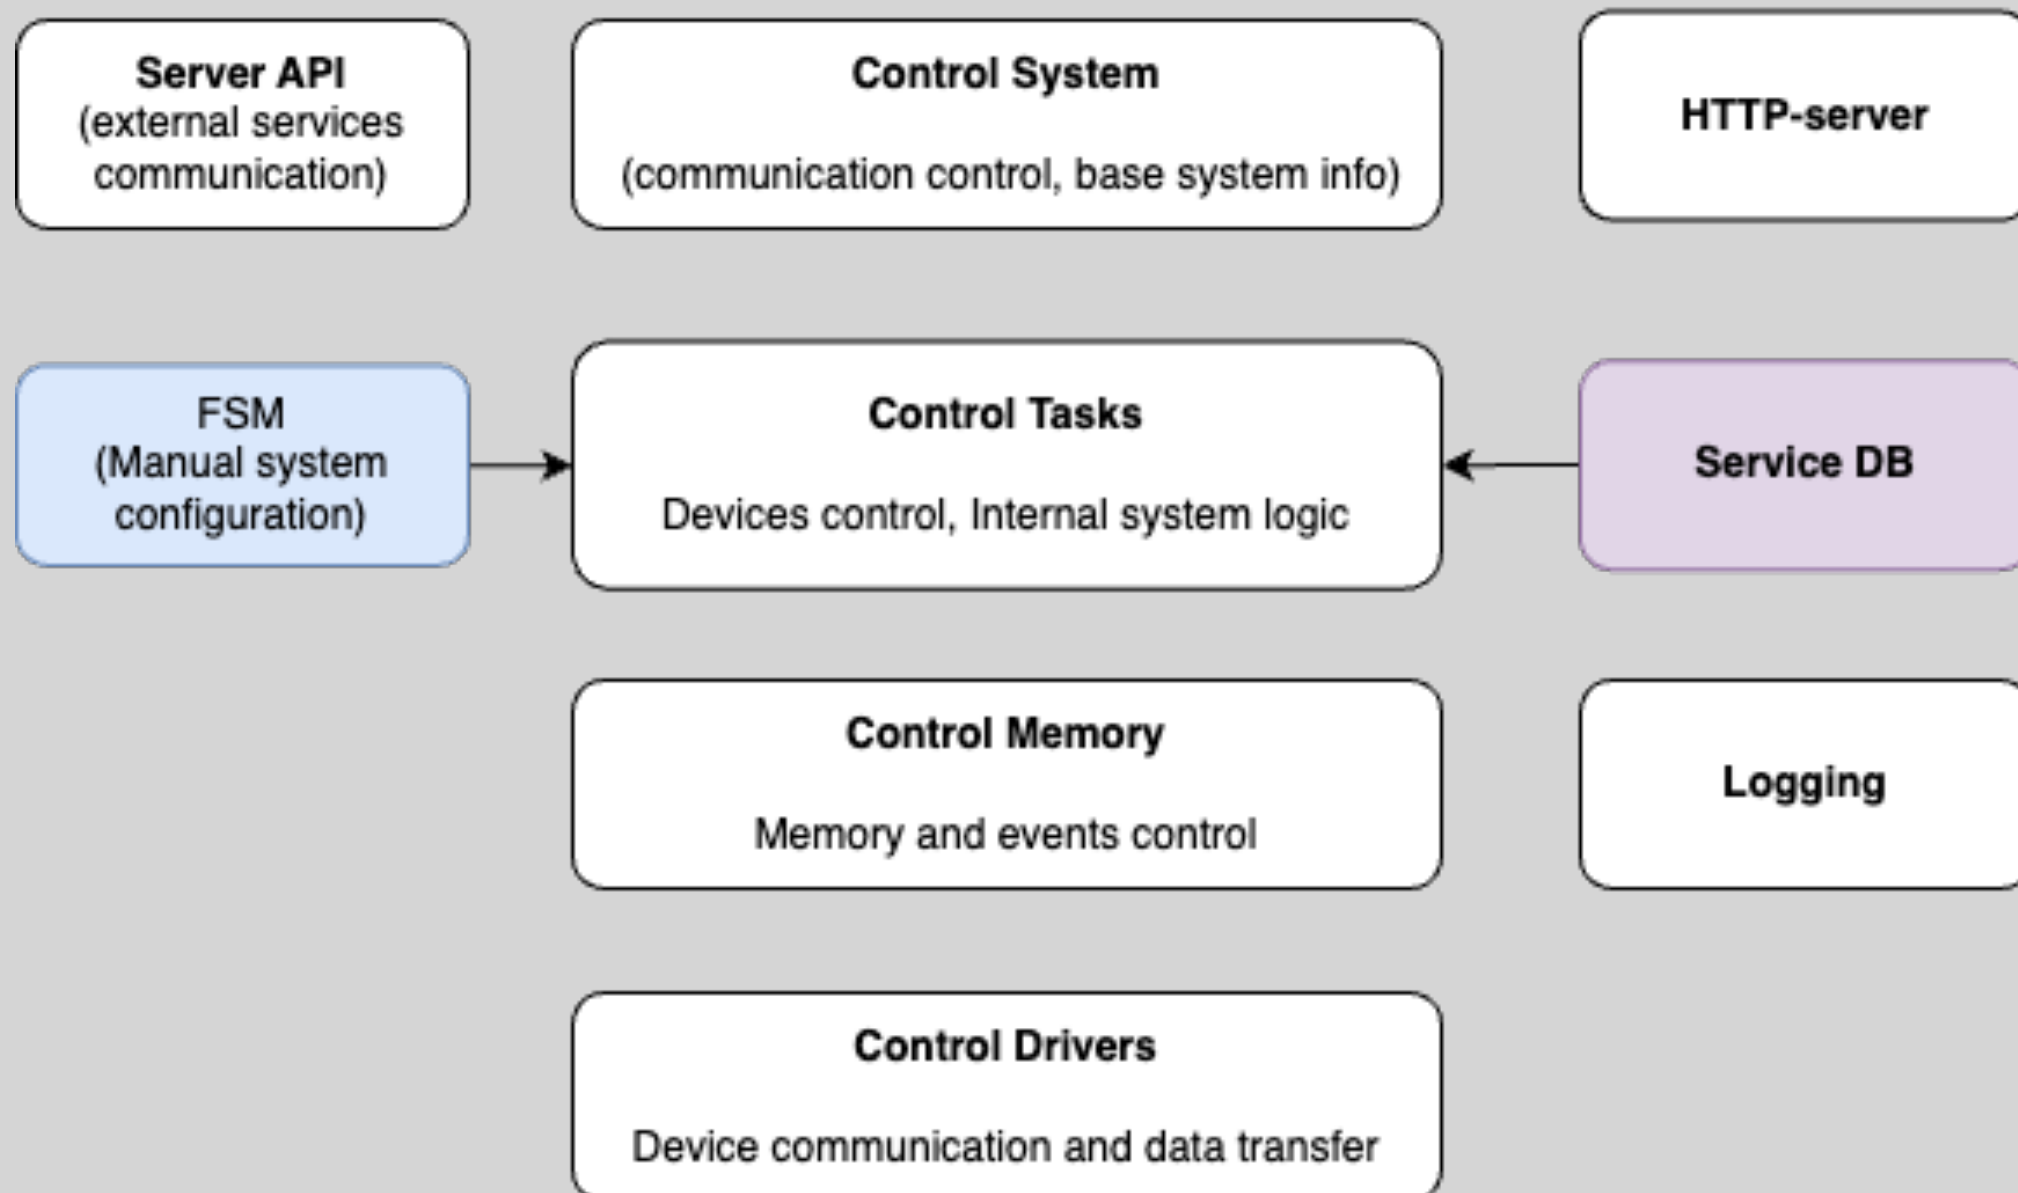 Server API
(external services
communication)
Control System
(communication control, base system info)
HTTP-server
FSM
(Manual system
configuration)
Control Tasks
Devices control, Internal system logic
Service DB
Control Memory
Memory and events control
Logging
Control Drivers
Device communication and data transfer